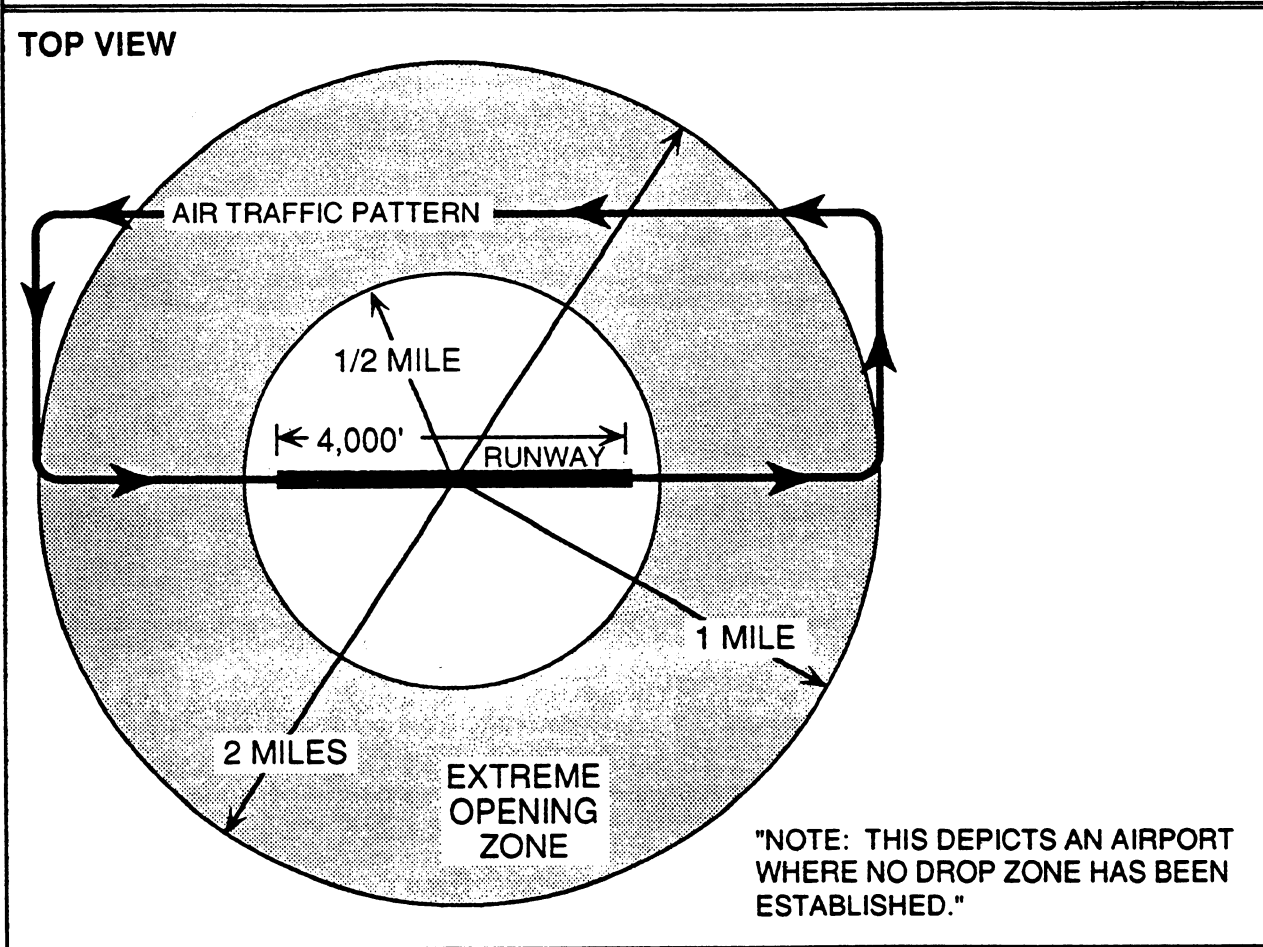 TOP VIEW
AIR TRAFFIC PATTERN
1/2 MILE
4,000'
RUNWAY
1 MILE
2 MILES
EXTREME
OPENING
ZONE
"NOTE: THIS DEPICTS AN AIRPORT
WHERE NO DROP ZONE HAS BEEN
ESTABLISHED."